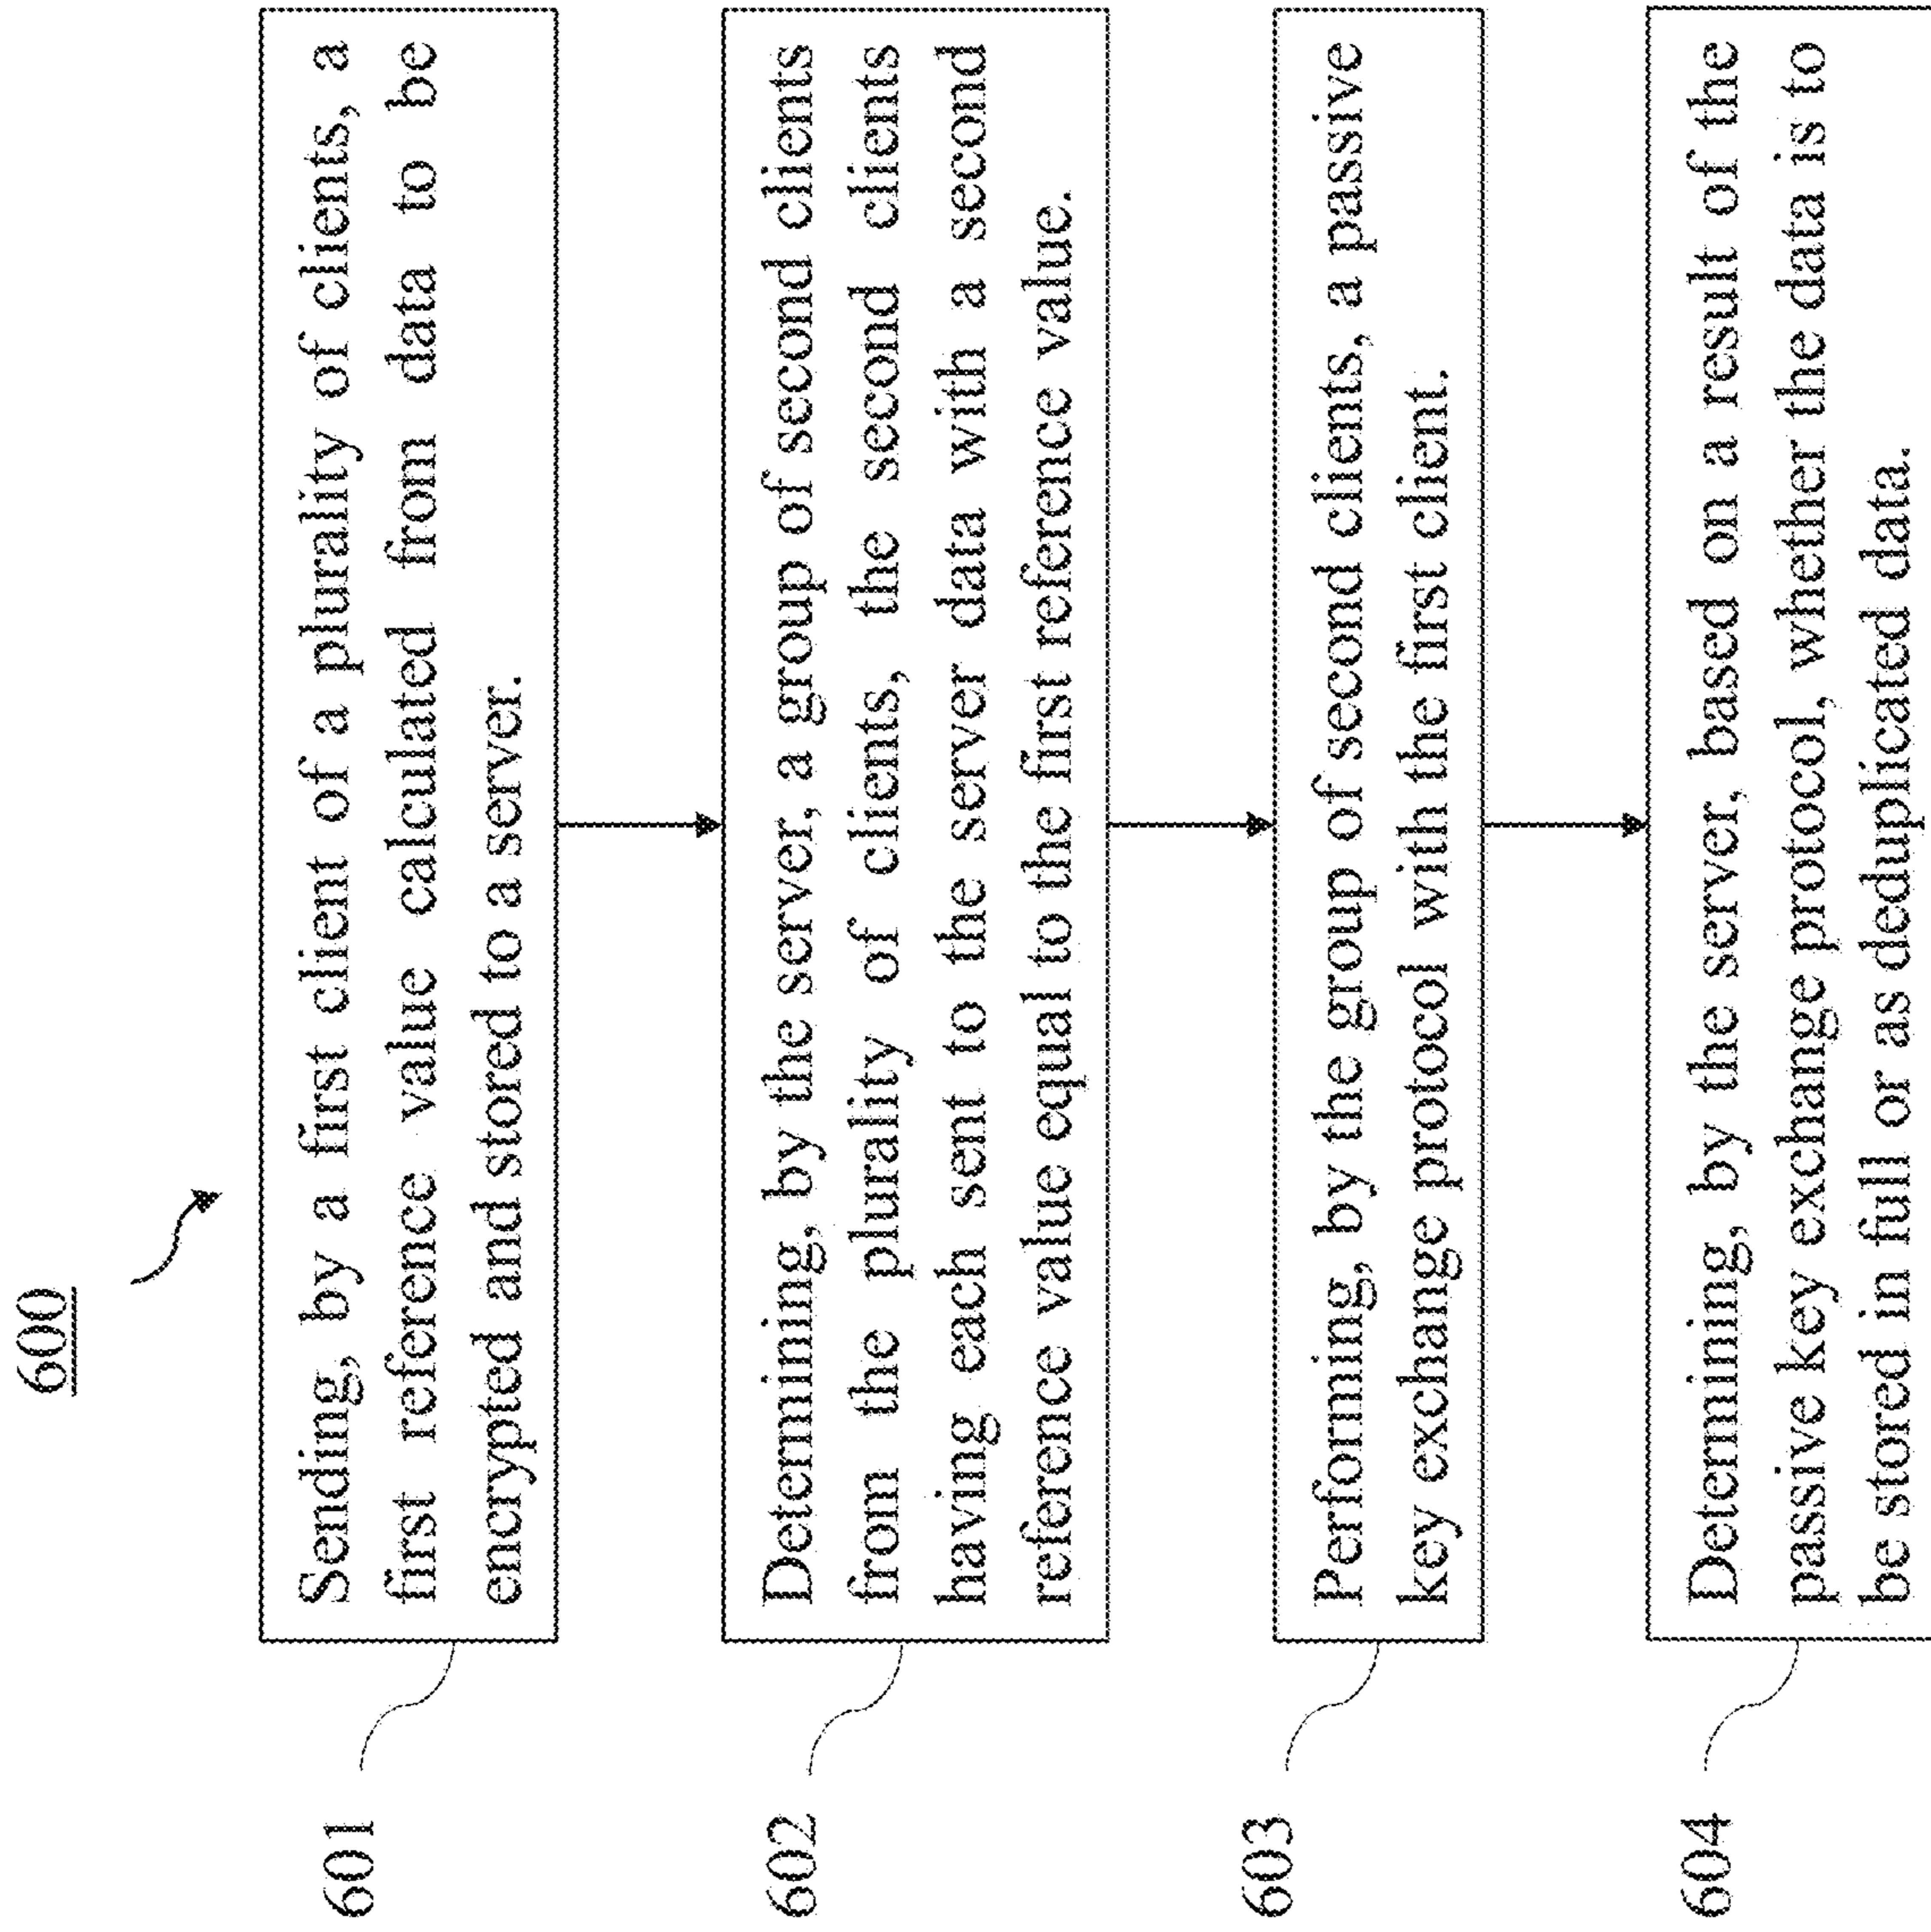 600
601
Sending, by a first client of a plurality of clients, a
first reference value calculated from data to be
encrypted and stored to a server.
602
Determining, by the server, a group of second clients
from the plurality of clients, the second clients
having each sent to the server data with a second
reference value equal to the first reference value.
603
Performing, by the group of second clients, a passive
key exchange protocol with the first client.
604
Determining, by the server, based on a result of the
passive key exchange protocol, whether the data is to
be stored in full or as deduplicated data.